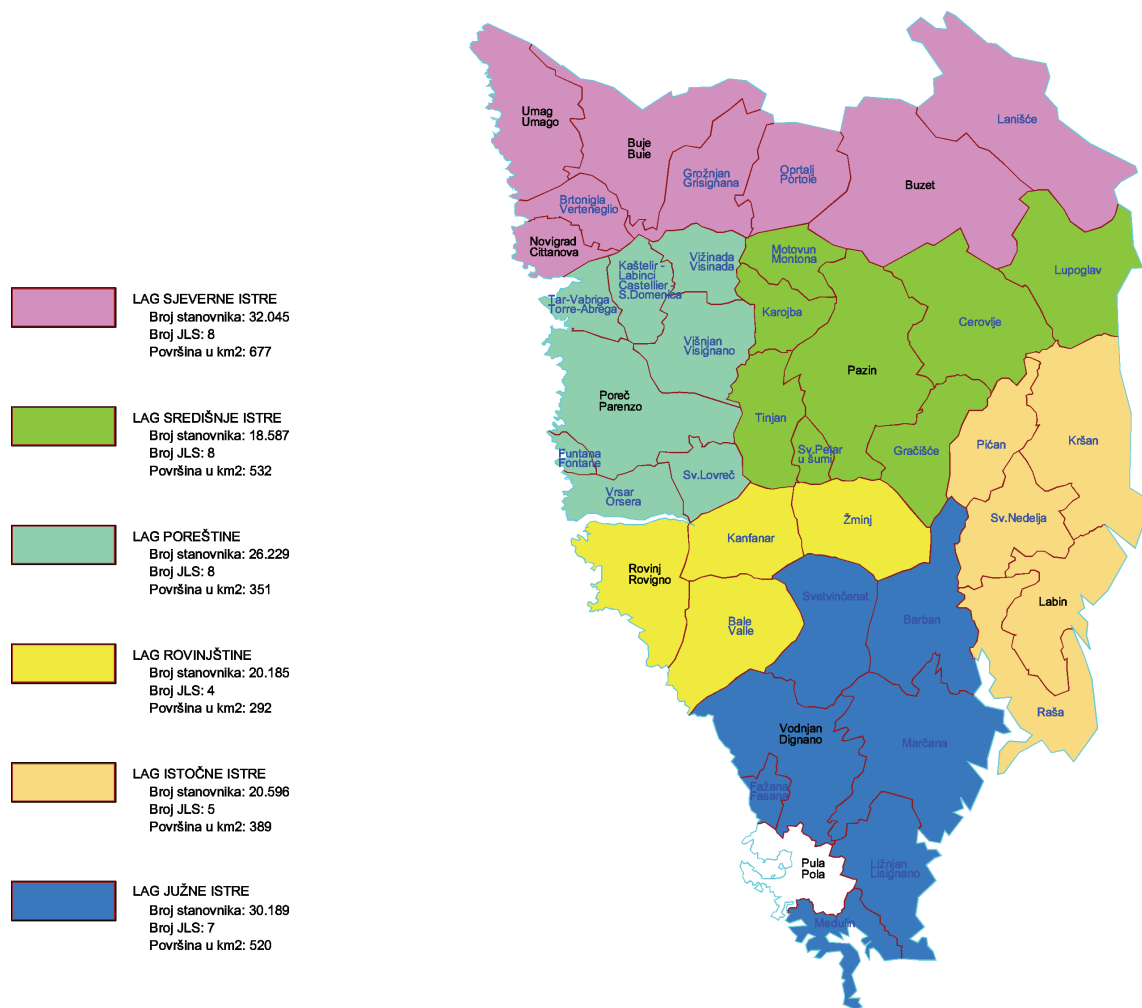 LAG SJEVERNE ISTRE
Broj stanovnika: 32.045
Broj JLS: 8
Površina u km2: 677
LAG SREDIŠNJE ISTRE
Broj stanovnika: 18.587
Broj JLS: 8
Površina u km2: 532
LAG POREŠTINE
Broj stanovnika: 26.229
Broj JLS: 8
Površina u km2: 351
LAG ROVINJŠTINE
Broj stanovnika: 20.185
Broj JLS: 4
Površina u km2: 292
LAG ISTOČNE ISTRE
Broj stanovnika: 20.596
Broj JLS: 5
Površina u km2: 389
LAG JUŽNE ISTRE
Broj stanovnika: 30.189
Broj JLS: 7
Površina u km2: 520
Umag
Umago
Buje
Buie
Grožnjan
Grisignana
Oprtalj
Portole
Buzet
Lanišće
Brtonigla
Verteneglio
Novigrad
Cittanova
Kaštelir -
Labinci
Castellier -
S.Domenica
Vižinada
Visinada
Motovun
Montona
Lupoglav
Tar-Vabriga
Torre-Abrega
Karojba
Cerovlje
Višnjan
Visignano
Pazin
Poreč
Parenzo
Tinjan
Kršan
Pićan
Sv.Petar
u šumi
Gračišće
Funtana
Fontane
Sv.Lovreč
Vrsar
Orsera
Žminj
Sv.Nedelja
Kanfanar
Rovinj
Rovigno
Svetvinčenat
Labin
Bale
Valle
Barban
Raša
Vodnjan
Dignano
Marčana
Fažana
Fasana
Pula
Pola
Ližnjan
Lisignano
Medulin